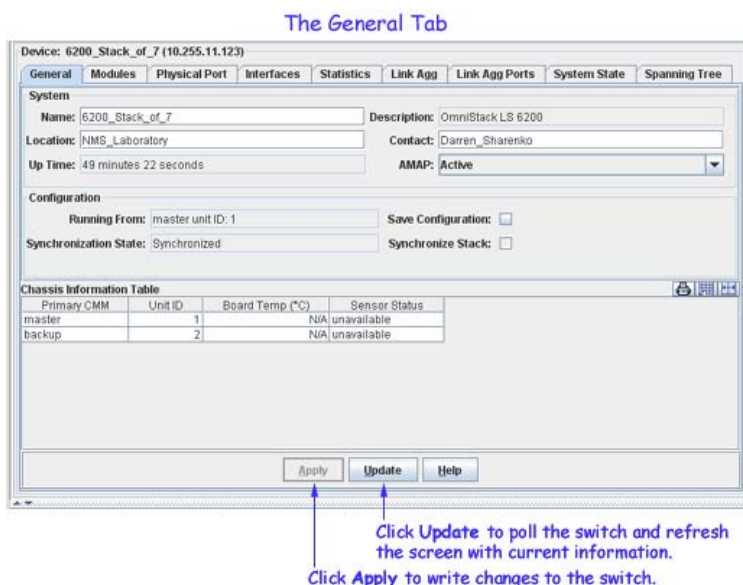 The General Tab
Device: 6200_Stack_of_7 (10.255.11.123)
General Modules Physical Port Interfaces Statistics Link Agg Link Agg Ports System State Spanning Tree
System
Name: 6200_Stack_of_7 Description: OmniStack LS 6200
Location: NMS_Laboratory Contact: Darren_Sharenko
Up Time: 49 minutes 22 seconds AMAP: Active
Configuration
Running From: master unit ID: 1 Save Configuration:
Synchronization State: Synchronized Synchronize Stack:
Chassis Information Table
Primary CMM Unit ID Board Temp (°C) Sensor Status
master 1 N/A unavailable
backup 2 N/A unavailable
Apply Update Help
Click Update to poll the switch and refresh
the screen with current information.
Click Apply to write changes to the switch.